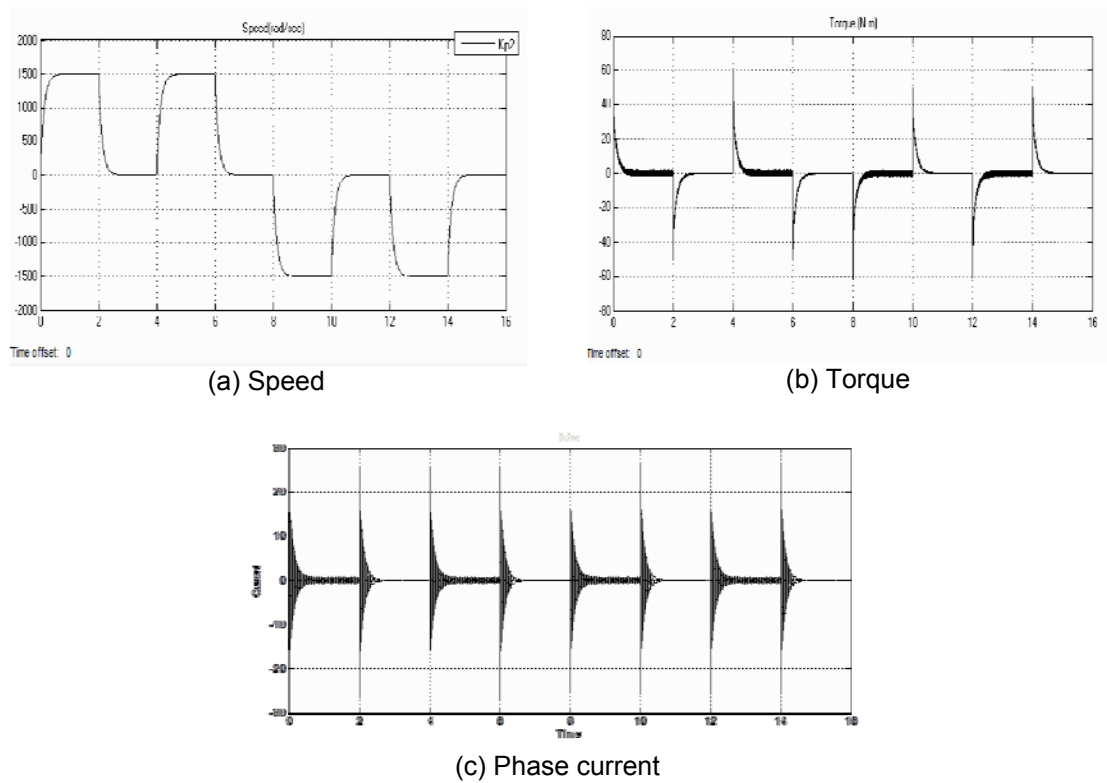 Speed(rad/sec)
Kp2
2000
1500
1000
500
0
-500
-1000
-1500
-2000
0 2 4 6 8 10 12 14 16
Time offset: 0
(a) Speed
Torque (N.m)
80
60
40
20
0
-20
-40
-60
-80
0 2 4 6 8 10 12 14 16
Time offset: 0
(b) Torque
30
20
10
0
-10
-20
-30
Current
0 2 4 6 8 10 12 14 16
Time
(c) Phase current